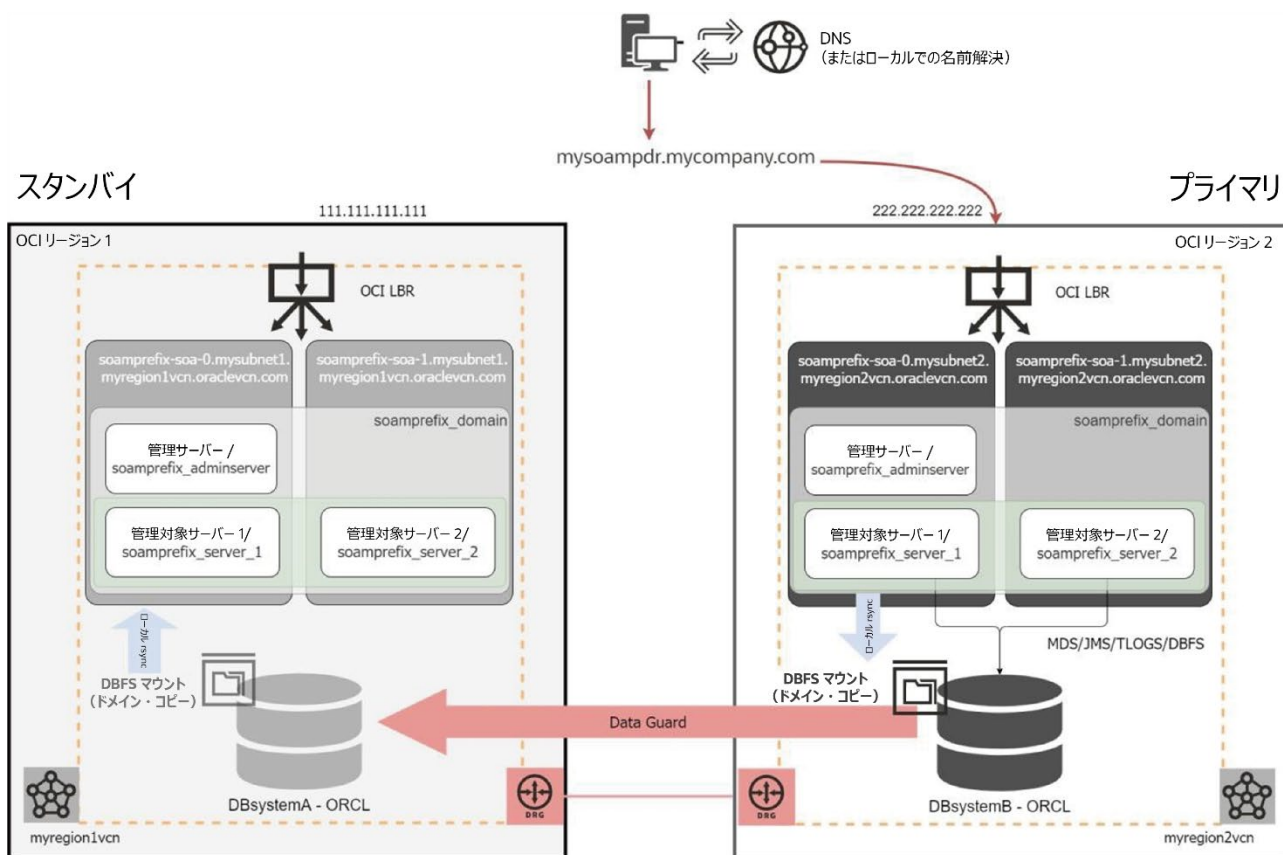 DNS
（またはローカルでの名前解決）
mysoampdr.mycompany.com
スタンバイ
プライマリ
111.111.111.111
222.222.222.222
OCI リージョン 1
OCI LBR
soamprefix-soa-0.mysubnet1.
myregion1vcn.oraclevcn.com
soamprefix-soa-1.mysubnet1.
myregion1vcn.oraclevcn.com
soamprefix_domain
管理サーバー /
soamprefix_adminserver
管理対象サーバー 1/
soamprefix_server_1
管理対象サーバー 2/
soamprefix_server_2
ローカル rsync
DBFS マウント
（ドメイン・コピー）
DBsystemA - ORCL
myregion1vcn
DRG
Data Guard
OCI リージョン 2
OCI LBR
soamprefix-soa-0.mysubnet2.
myregion2vcn.oraclevcn.com
soamprefix-soa-1.mysubnet2.
myregion2vcn.oraclevcn.com
soamprefix_domain
管理サーバー /
soamprefix_adminserver
管理対象サーバー 1/
soamprefix_server_1
管理対象サーバー 2/
soamprefix_server_2
ローカル rsync
MDS/JMS/TLOGS/DBFS
DBFS マウント
（ドメイン・コピー）
DBsystemB - ORCL
DRG
myregion2vcn